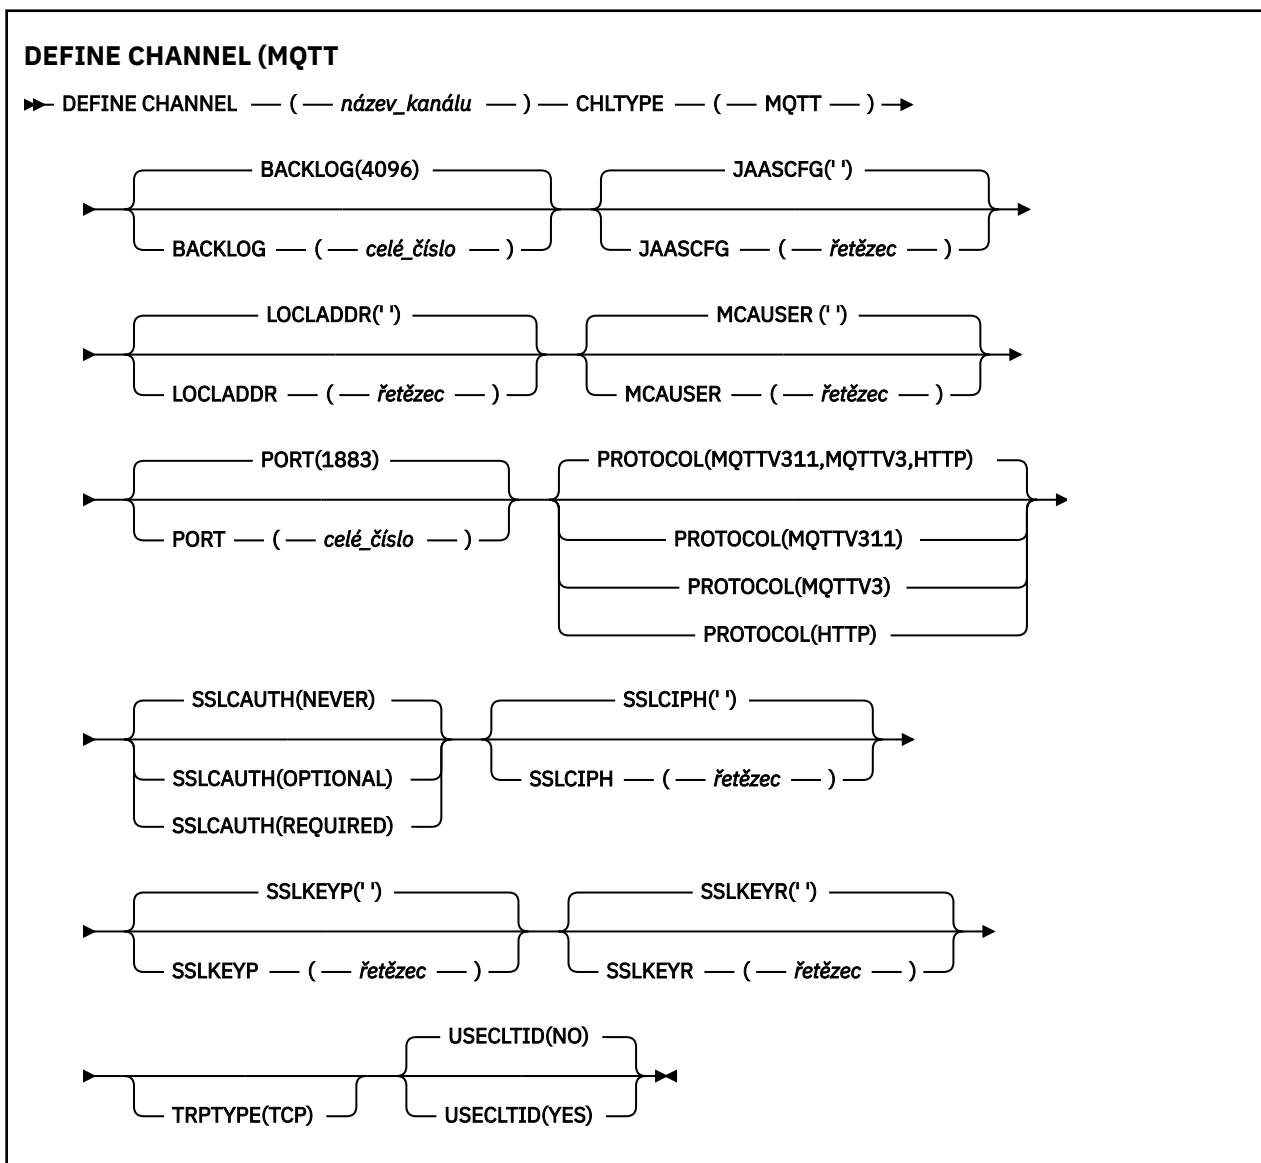 DEFINE CHANNEL (MQTT
DEFINE CHANNEL ( název_kanálu ) CHLTYPE ( MQTT )
BACKLOG(4096) JAASCFG(' ')
BACKLOG ( celé_číslo ) JAASCFG ( řetězec )
LOCLADDR(' ') MCAUSER (' ')
LOCLADDR ( řetězec ) MCAUSER ( řetězec )
PORT(1883) PROTOCOL(MQTTV311,MQTTV3,HTTP)
PORT ( celé_číslo ) PROTOCOL(MQTTV311)
PROTOCOL(MQTTV3)
PROTOCOL(HTTP)
SSLCAUTH(NEVER) SSLCIPH(' ')
SSLCAUTH(OPTIONAL) SSLCIPH ( řetězec )
SSLCAUTH(REQUIRED)
SSLKEYP(' ') SSLKEYR(' ')
SSLKEYP ( řetězec ) SSLKEYR ( řetězec )
USECLTID(NO)
TRPTYPE(TCP) USECLTID(YES)